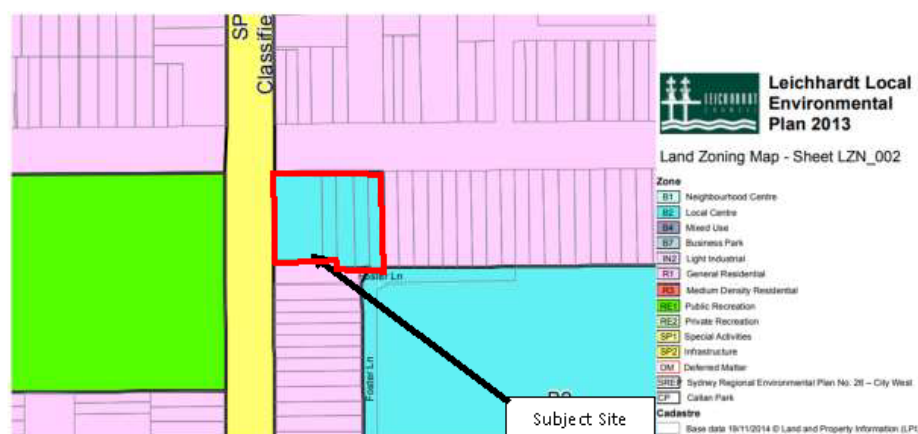 SP
Classifie
Foster Ln
Foster Ln
B2
Subject Site
LEICHHARDT
COUNCIL
Leichhardt Local
Environmental
Plan 2013
Land Zoning Map - Sheet LZN_002
Zone
B1 Neighbourhood Centre
B2 Local Centre
B4 Mixed Use
B7 Business Park
IN2 Light Industrial
R1 General Residential
R3 Medium Density Residential
RE1 Public Recreation
RE2 Private Recreation
SP1 Special Activities
SP2 Infrastructure
DM Deferred Matter
SREP Sydney Regional Environmental Plan No. 26 – City West
CP Callan Park
Cadastre
Base data 19/11/2014 © Land and Property Information (LPI